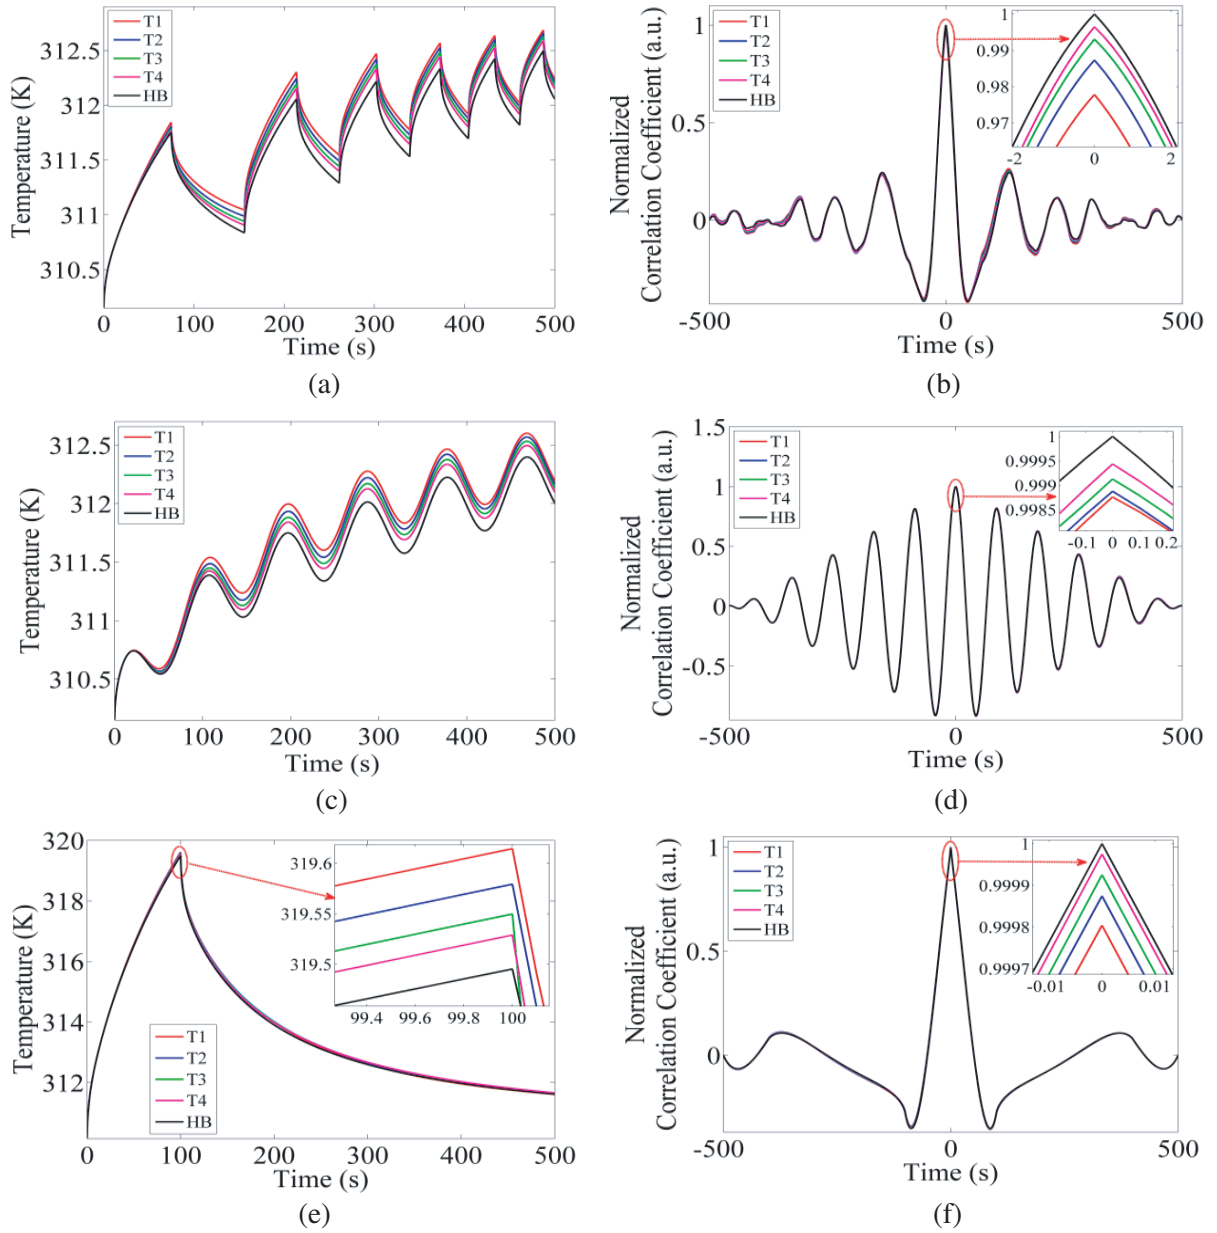 T1
T2
T3
T4
HB
312.5
312
311.5
311
310.5
0 100 200 300 400 500
Temperature (K)
Time (s)
(a)
T1
T2
T3
T4
HB
1
0.5
0
-500 0 500
Normalized
Correlation Coefficient (a.u.)
Time (s)
1
0.99
0.98
0.97
-2 0 2
(b)
T1
T2
T3
T4
HB
312.5
312
311.5
311
310.5
0 100 200 300 400 500
Temperature (K)
Time (s)
(c)
T1
T2
T3
T4
HB
1.5
1
0.5
0
-0.5
-500 0 500
Normalized
Correlation Coefficient (a.u.)
Time (s)
1
0.9995
0.999
0.9985
-0.1 0 0.1 0.2
(d)
320
318
316
314
312
0 100 200 300 400 500
Temperature (K)
Time (s)
T1
T2
T3
T4
HB
319.6
319.55
319.5
99.4 99.6 99.8 100
(e)
T1
T2
T3
T4
HB
1
0.5
0
-500 0 500
Normalized
Correlation Coefficient (a.u.)
Time (s)
1
0.9999
0.9998
0.9997
-0.01 0 0.01
(f)